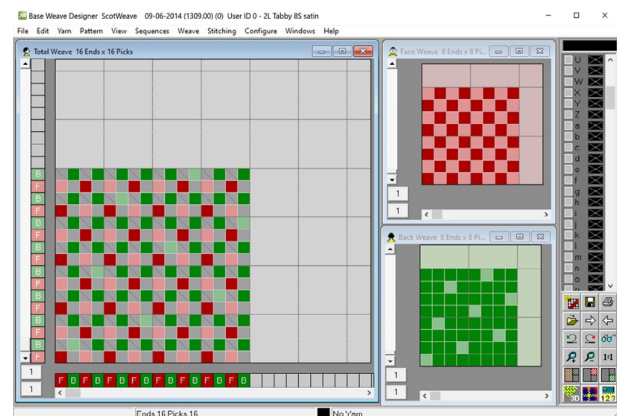 Base Weave Designer ScotWeave 09-06-2014 (1309.00) (0) User ID 0 - 2L Tabby 8S satin
File Edit Yarn Pattern View Sequences Weave Stitching Configure Windows Help
Total Weave 16 Ends x 16 Picks
Face Weave 8 Ends x 8 Pi...
Back Weave 8 Ends x 8 Pi...
B
F
B
F
B
F
B
F
B
F
B
F
B
F
B
F
1
1
F B F B F B F B F B F B F B F B
1
1
1
1
U
V
W
X
Y
Z
a
b
c
d
e
f
g
h
i
j
k
l
m
n
1:1
3D
123
Ends 16 Picks 16
No Yarn